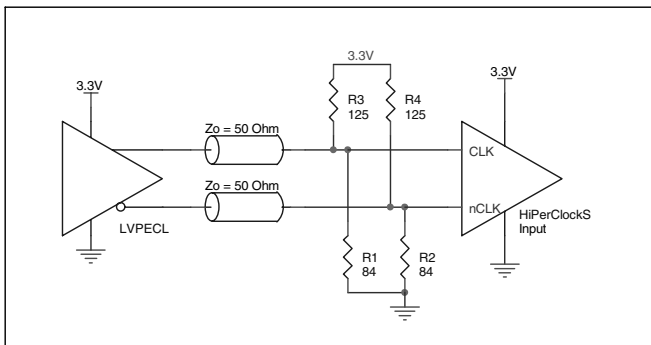 3.3V
3.3V
3.3V
R3
125
R4
125
Zo = 50 Ohm
CLK
Zo = 50 Ohm
nCLK
HiPerClockS
Input
LVPECL
R1
84
R2
84